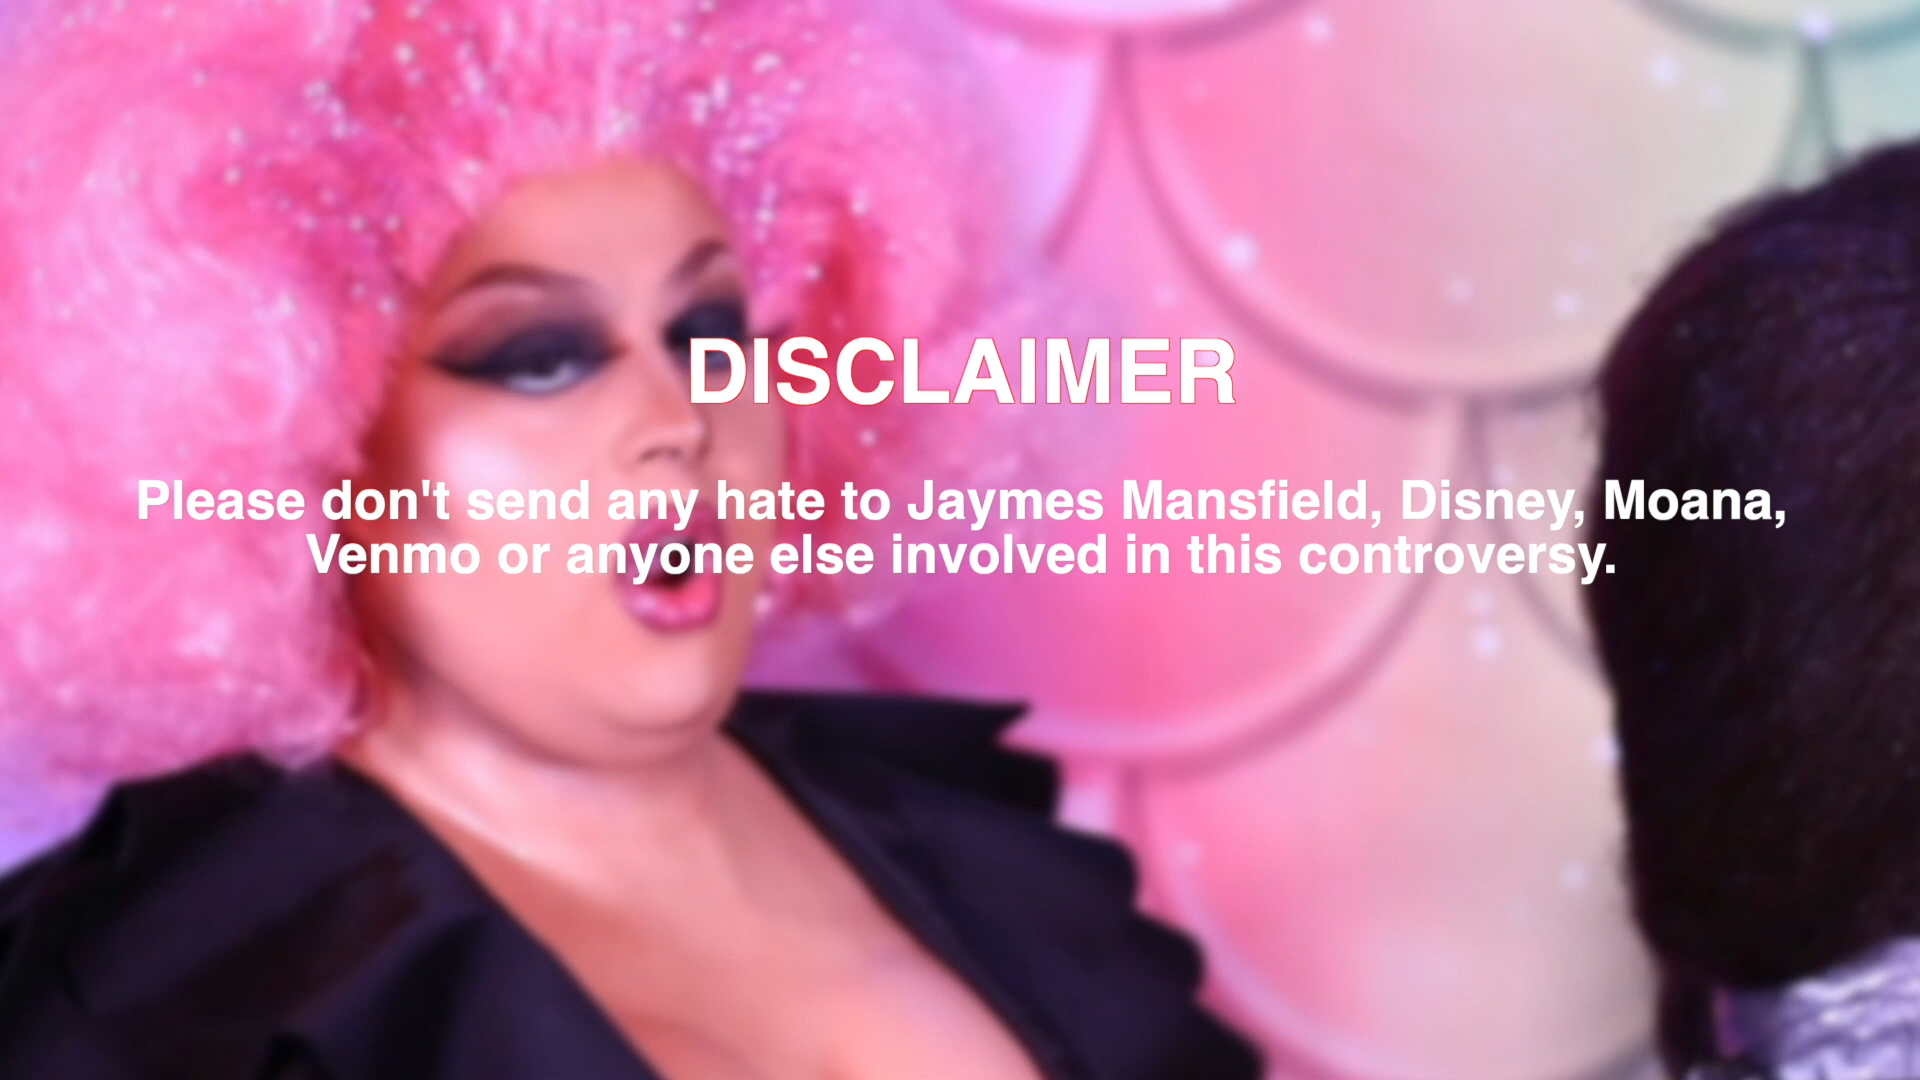 DISCLAIMER
Please don't send any hate to Jaymes Mansfield, Disney, Moana,
Venmo or anyone else involved in this controversy.